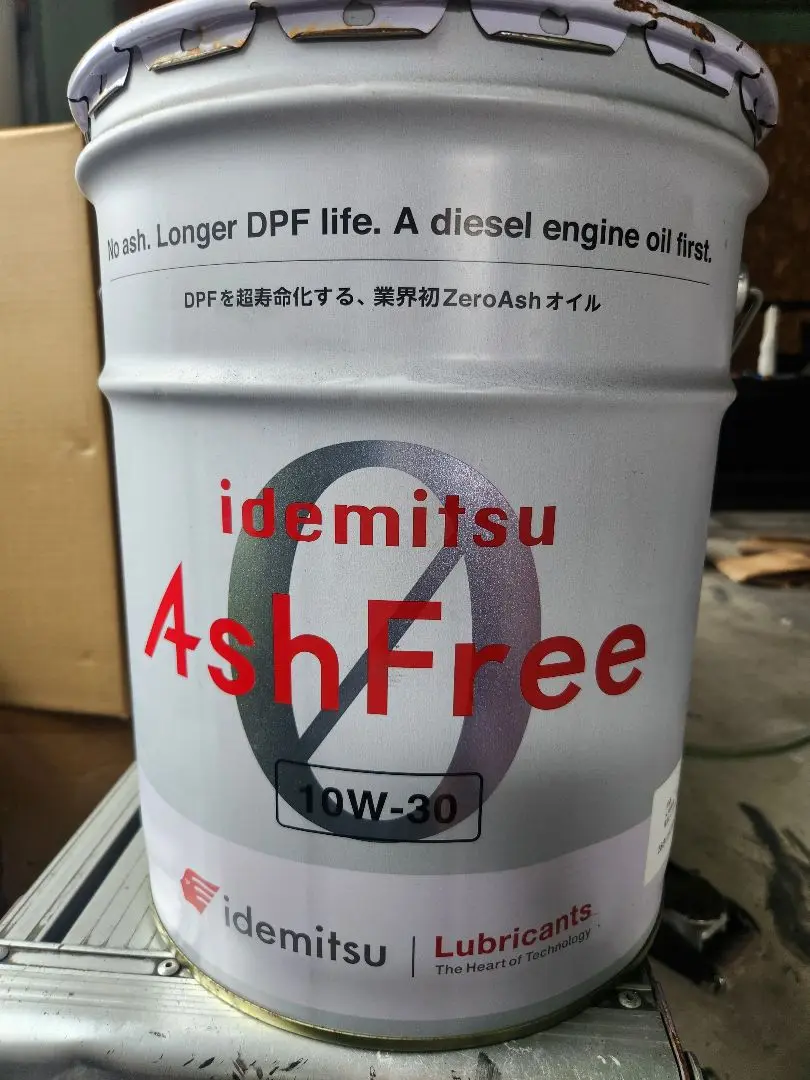 No ash. Longer DPF life. A diesel engine oil first.
DPFを超寿命化する、業界初ZeroAshオイル
idemitsu
AshFree
0
10W-30
idemitsu
Lubricants
The Heart of Technology